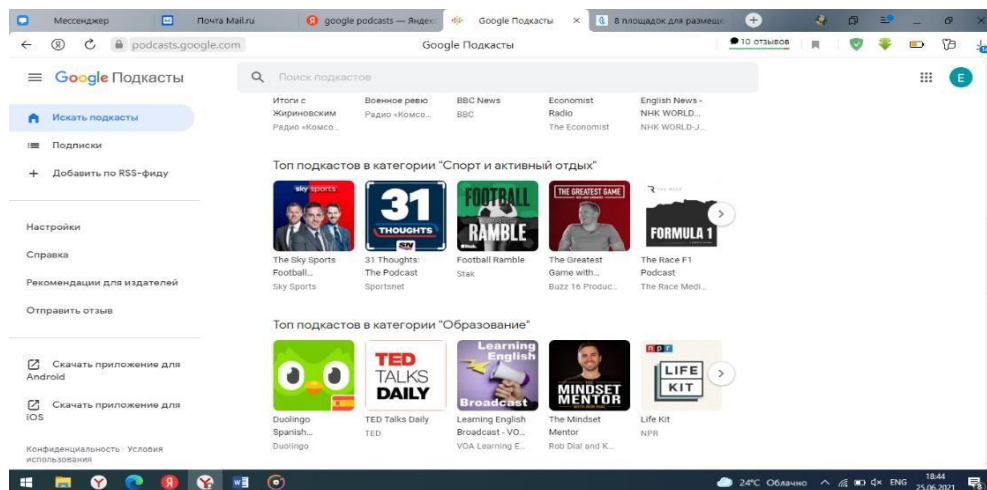 Мессенджер
Почта Mail.ru
google podcasts — Яндекс
Google Подкасты
8 площадок для размеще
podcasts.google.com
Google Подкасты
10 отзывов
Google Подкасты
Поиск подкастов
E
Искать подкасты
Подписки
Добавить по RSS-фиду
Настройки
Справка
Рекомендации для издателей
Отправить отзыв
Скачать приложение для
Android
Скачать приложение для
iOS
Конфиденциальность · Условия
использования
Итоги с
Жириновским
Радио «Комсо...
Военное ревю
Радио «Комсо...
BBC News
BBC
Economist
Radio
The Economist
English News -
NHK WORLD...
NHK WORLD-J...
Топ подкастов в категории "Спорт и активный отдых"
sky sports
31
THOUGHTS
SN
FOOTBALL
RAMBLE
THE GREATEST GAME
THE RACE
FORMULA 1
The Sky Sports
Football...
Sky Sports
31 Thoughts:
The Podcast
Sportsnet
Football Ramble
Stak
The Greatest
Game with...
Buzz 16 Produc...
The Race F1
Podcast
The Race Medi...
Топ подкастов в категории "Образование"
TED
TALKS
DAILY
Learning
English
Broadcast
THE
MINDSET
MENTOR
npr
LIFE
KIT
Duolingo
Spanish...
Duolingo
TED Talks Daily
TED
Learning English
Broadcast - VO...
VOA Learning E...
The Mindset
Mentor
Rob Dial and K...
Life Kit
NPR
24°C Облачно
ENG
18:44
25.06.2021